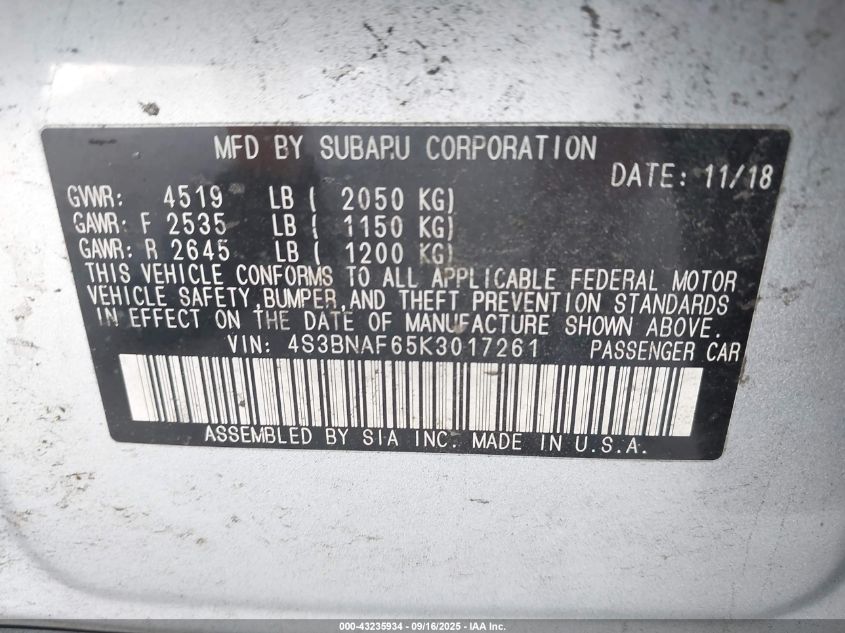 MFD BY SUBARU CORPORATION
DATE: 11/18
GVWR: 4519 LB ( 2050 KG)
GAWR: F 2535 LB ( 1150 KG)
GAWR: R 2645 LB ( 1200 KG)
THIS VEHICLE CONFORMS TO ALL APPLICABLE FEDERAL MOTOR
VEHICLE SAFETY,BUMPER,AND THEFT PREVENTION STANDARDS
IN EFFECT ON THE DATE OF MANUFACTURE SHOWN ABOVE.
VIN: 4S3BNAF65K3017261 PASSENGER CAR
ASSEMBLED BY SIA INC. MADE IN U.S.A.
000-43235934 - 09/16/2025 - IAA Inc.